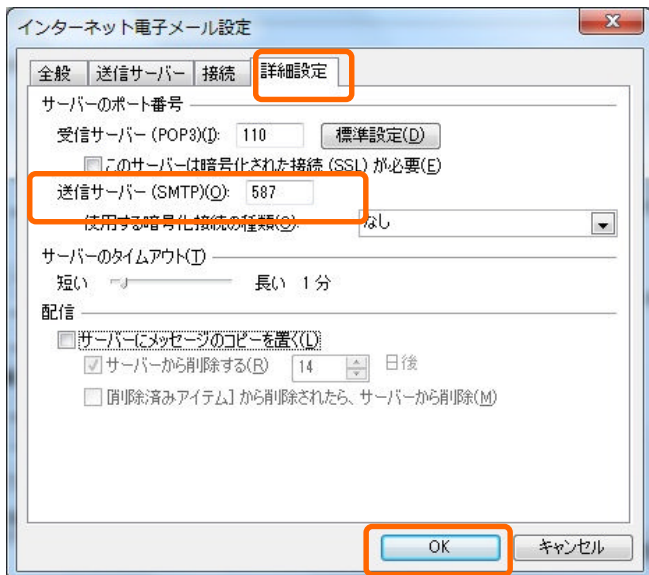 インターネット電子メール設定
全般 送信サーバー 接続 詳細設定
サーバーのポート番号
受信サーバー (POP3)(I): 110 標準設定(D)
このサーバーは暗号化された接続 (SSL) が必要(E)
送信サーバー (SMTP)(O): 587
使用する暗号化接続の種類(C): なし
サーバーのタイムアウト(T)
短い 長い 1 分
配信
サーバーにメッセージのコピーを置く(L)
サーバーから削除する(R) 14 日後
[削除済みアイテム] から削除されたら、サーバーから削除(M)
OK キャンセル